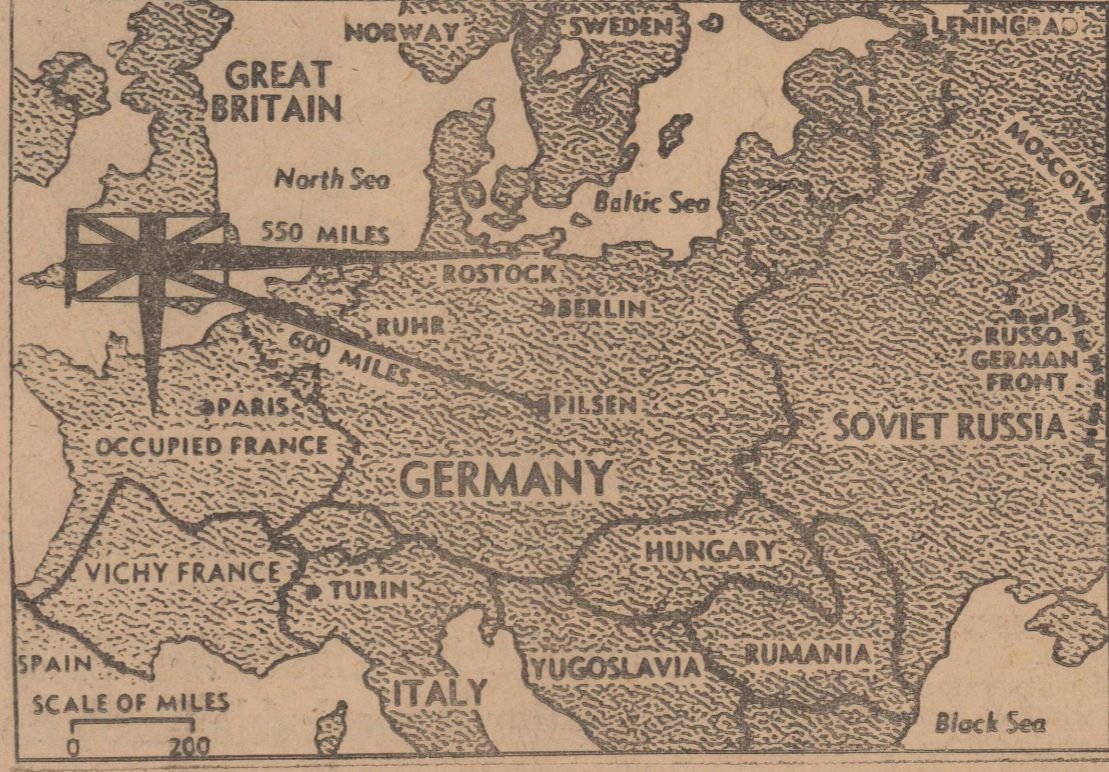 NORWAY
SWEDEN
LENINGRAD
GREAT
BRITAIN
MOSCOW
North Sea
Baltic Sea
550 MILES
ROSTOCK
BERLIN
RUHR
600 MILES
RUSSO-
GERMAN
FRONT
PARIS
PILSEN
SOVIET RUSSIA
OCCUPIED FRANCE
GERMANY
HUNGARY
VICHY FRANCE
TURIN
SPAIN
YUGOSLAVIA
RUMANIA
ITALY
SCALE OF MILES
0 200
Black Sea